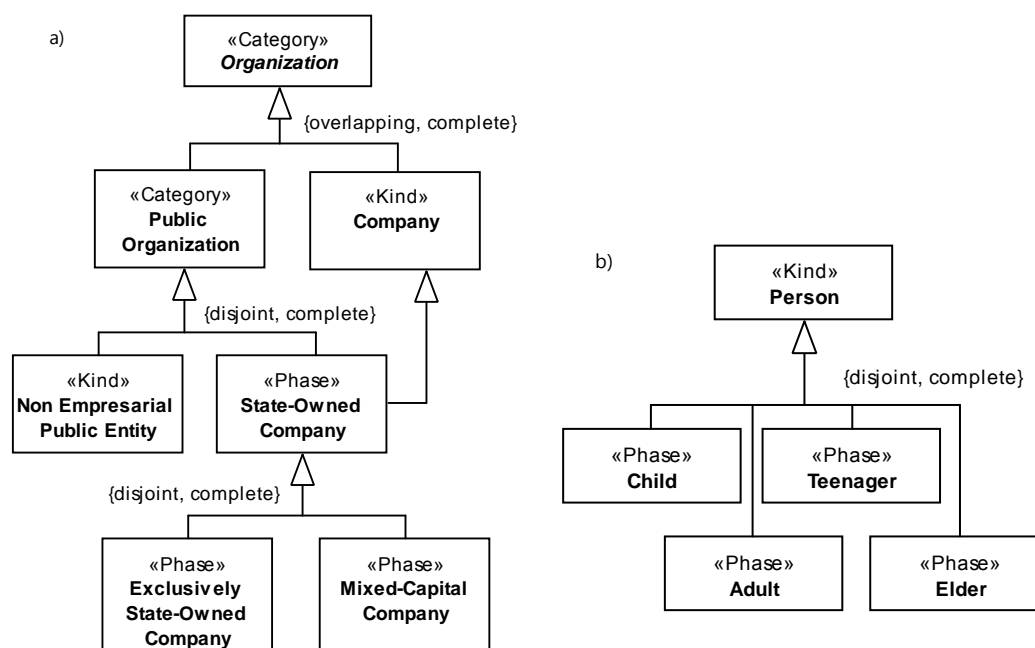 a)
«Category»
Organization
{overlapping, complete}
«Category»
Public
Organization
«Kind»
Company
{disjoint, complete}
«Kind»
Non Empresarial
Public Entity
«Phase»
State-Owned
Company
{disjoint, complete}
«Phase»
Exclusively
State-Owned
Company
«Phase»
Mixed-Capital
Company
b)
«Kind»
Person
{disjoint, complete}
«Phase»
Child
«Phase»
Teenager
«Phase»
Adult
«Phase»
Elder